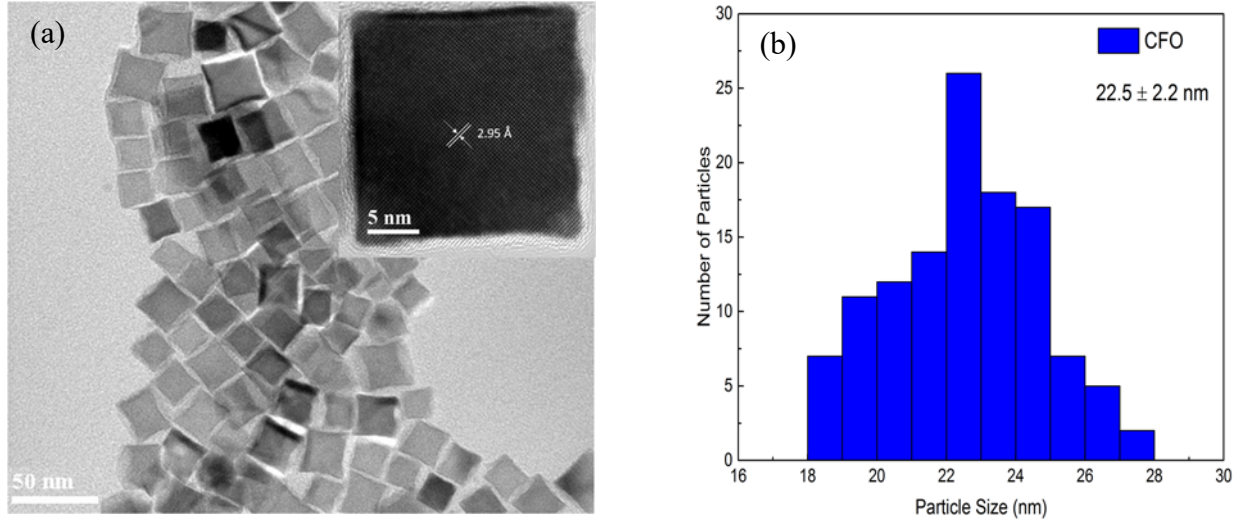 (a)
2.95 Å
5 nm
50 nm
(b)
CFO
22.5 ± 2.2 nm
Number of Particles
30
25
20
15
10
5
0
16 18 20 22 24 26 28 30
Particle Size (nm)